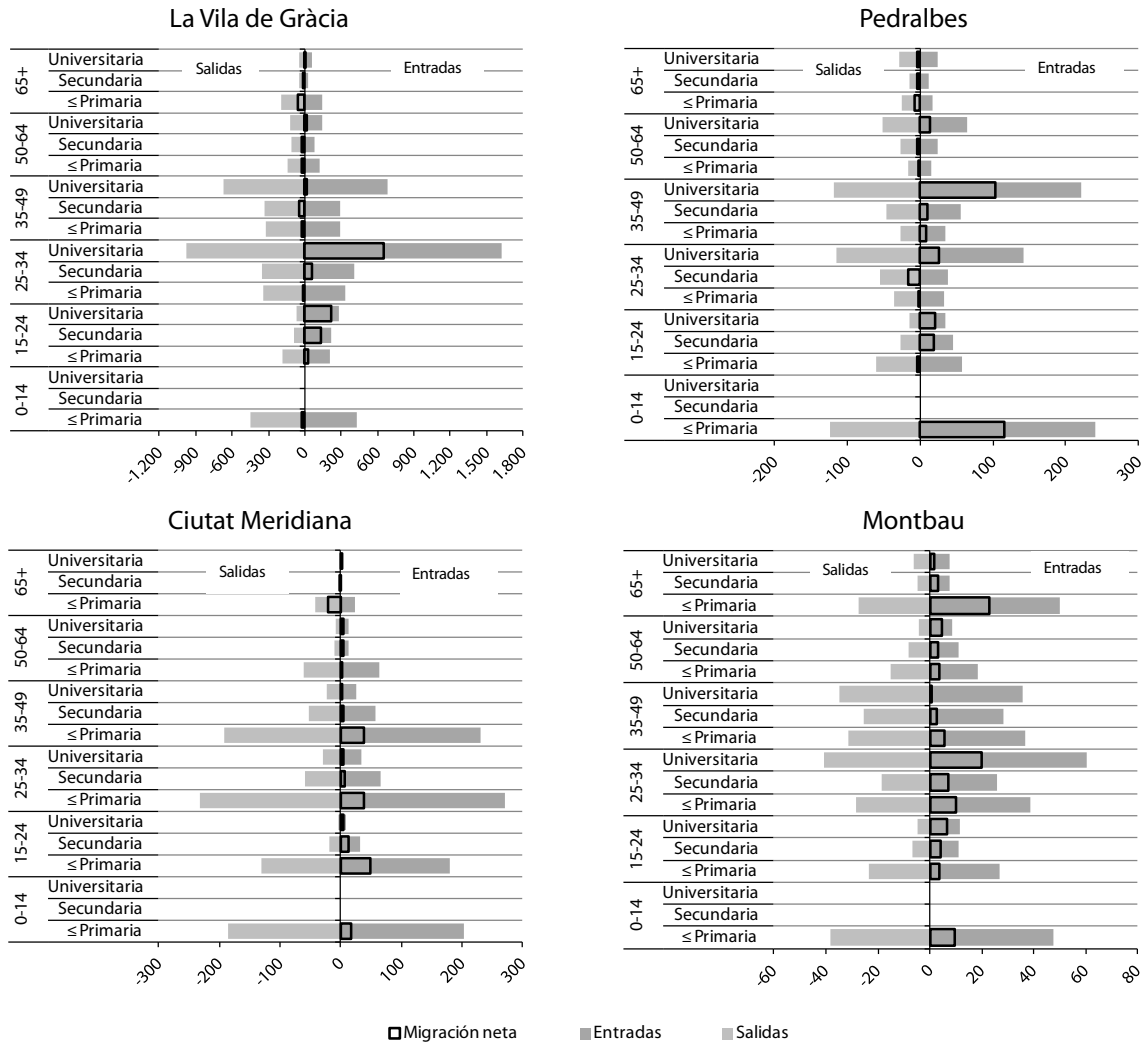 La Vila de Gràcia
Salidas
Entradas
65+
Universitaria
Secundaria
≤ Primaria
50-64
Universitaria
Secundaria
≤ Primaria
35-49
Universitaria
Secundaria
≤ Primaria
25-34
Universitaria
Secundaria
≤ Primaria
15-24
Universitaria
Secundaria
≤ Primaria
0-14
Universitaria
Secundaria
≤ Primaria
-1.200 -900 -600 -300 0 300 600 900 1.200 1.500 1.800
Pedralbes
Salidas
Entradas
65+
Universitaria
Secundaria
≤ Primaria
50-64
Universitaria
Secundaria
≤ Primaria
35-49
Universitaria
Secundaria
≤ Primaria
25-34
Universitaria
Secundaria
≤ Primaria
15-24
Universitaria
Secundaria
≤ Primaria
0-14
Universitaria
Secundaria
≤ Primaria
-200 -100 0 100 200 300
Ciutat Meridiana
Salidas
Entradas
65+
Universitaria
Secundaria
≤ Primaria
50-64
Universitaria
Secundaria
≤ Primaria
35-49
Universitaria
Secundaria
≤ Primaria
25-34
Universitaria
Secundaria
≤ Primaria
15-24
Universitaria
Secundaria
≤ Primaria
0-14
Universitaria
Secundaria
≤ Primaria
-300 -200 -100 0 100 200 300
Montbau
Salidas
Entradas
65+
Universitaria
Secundaria
≤ Primaria
50-64
Universitaria
Secundaria
≤ Primaria
35-49
Universitaria
Secundaria
≤ Primaria
25-34
Universitaria
Secundaria
≤ Primaria
15-24
Universitaria
Secundaria
≤ Primaria
0-14
Universitaria
Secundaria
≤ Primaria
-60 -40 -20 0 20 40 60 80
Migración neta Entradas Salidas